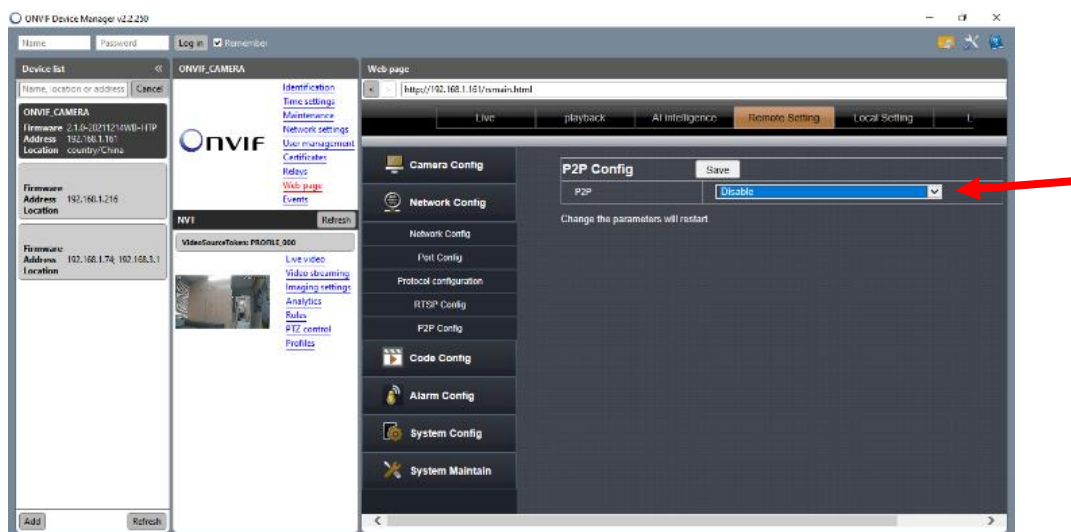 ONVIF Device Manager v2.2.250
Name
Password
Log in
Remember
Device list
«
Name, location or address
Cancel
ONVIF_CAMERA
Firmware 2.1.0-20211214WB-HTP
Address 192.168.1.161
Location country/China
Firmware
Address 192.168.1.216
Location
Firmware
Address 192.168.1.74; 192.168.3.1
Location
Add
Refresh
ONVIF_CAMERA
Onvif
Identification
Time settings
Maintenance
Network settings
User management
Certificates
Relays
Web page
Events
NVT
Refresh
VideoSourceToken: PROFILE_000
Live video
Video streaming
Imaging settings
Analytics
Rules
PTZ control
Profiles
Web page
http://192.168.1.161/remain.html
Live
playback
AI Intelligence
Remote Setting
Local Setting
L
Camera Config
Network Config
Network Config
Port Config
Protocol configuration
RTSP Config
P2P Config
Code Config
Alarm Config
System Config
System Maintain
P2P Config
Save
P2P
Disable
Change the parameters will restart